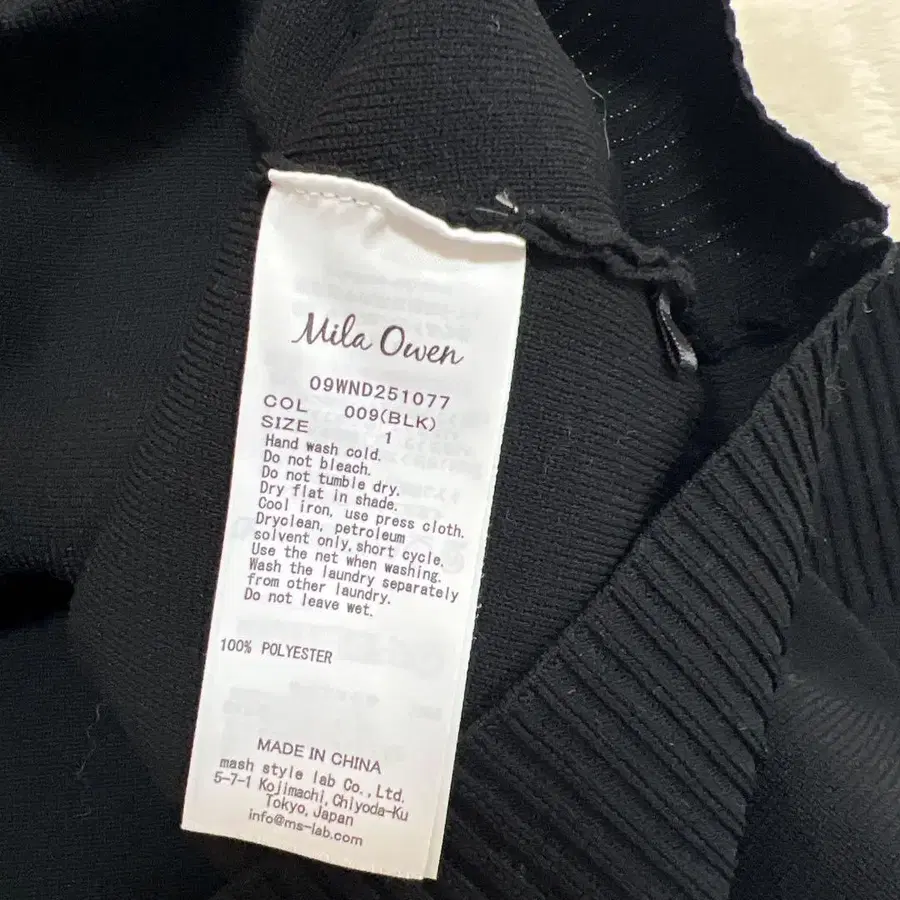 Mila Owen
09WND251077
COL 009(BLK)
SIZE 1
Hand wash cold.
Do not bleach.
Do not tumble dry.
Dry flat in shade.
Cool iron, use press cloth.
Dryclean, petroleum
solvent only, short cycle.
Use the net when washing.
Wash the laundry separately
from other laundry.
Do not leave wet.
100% POLYESTER
MADE IN CHINA
mash style lab Co.,Ltd.
5-7-1 Kojimachi,Chiyoda-Ku
Tokyo,Japan
info@ms-lab.com